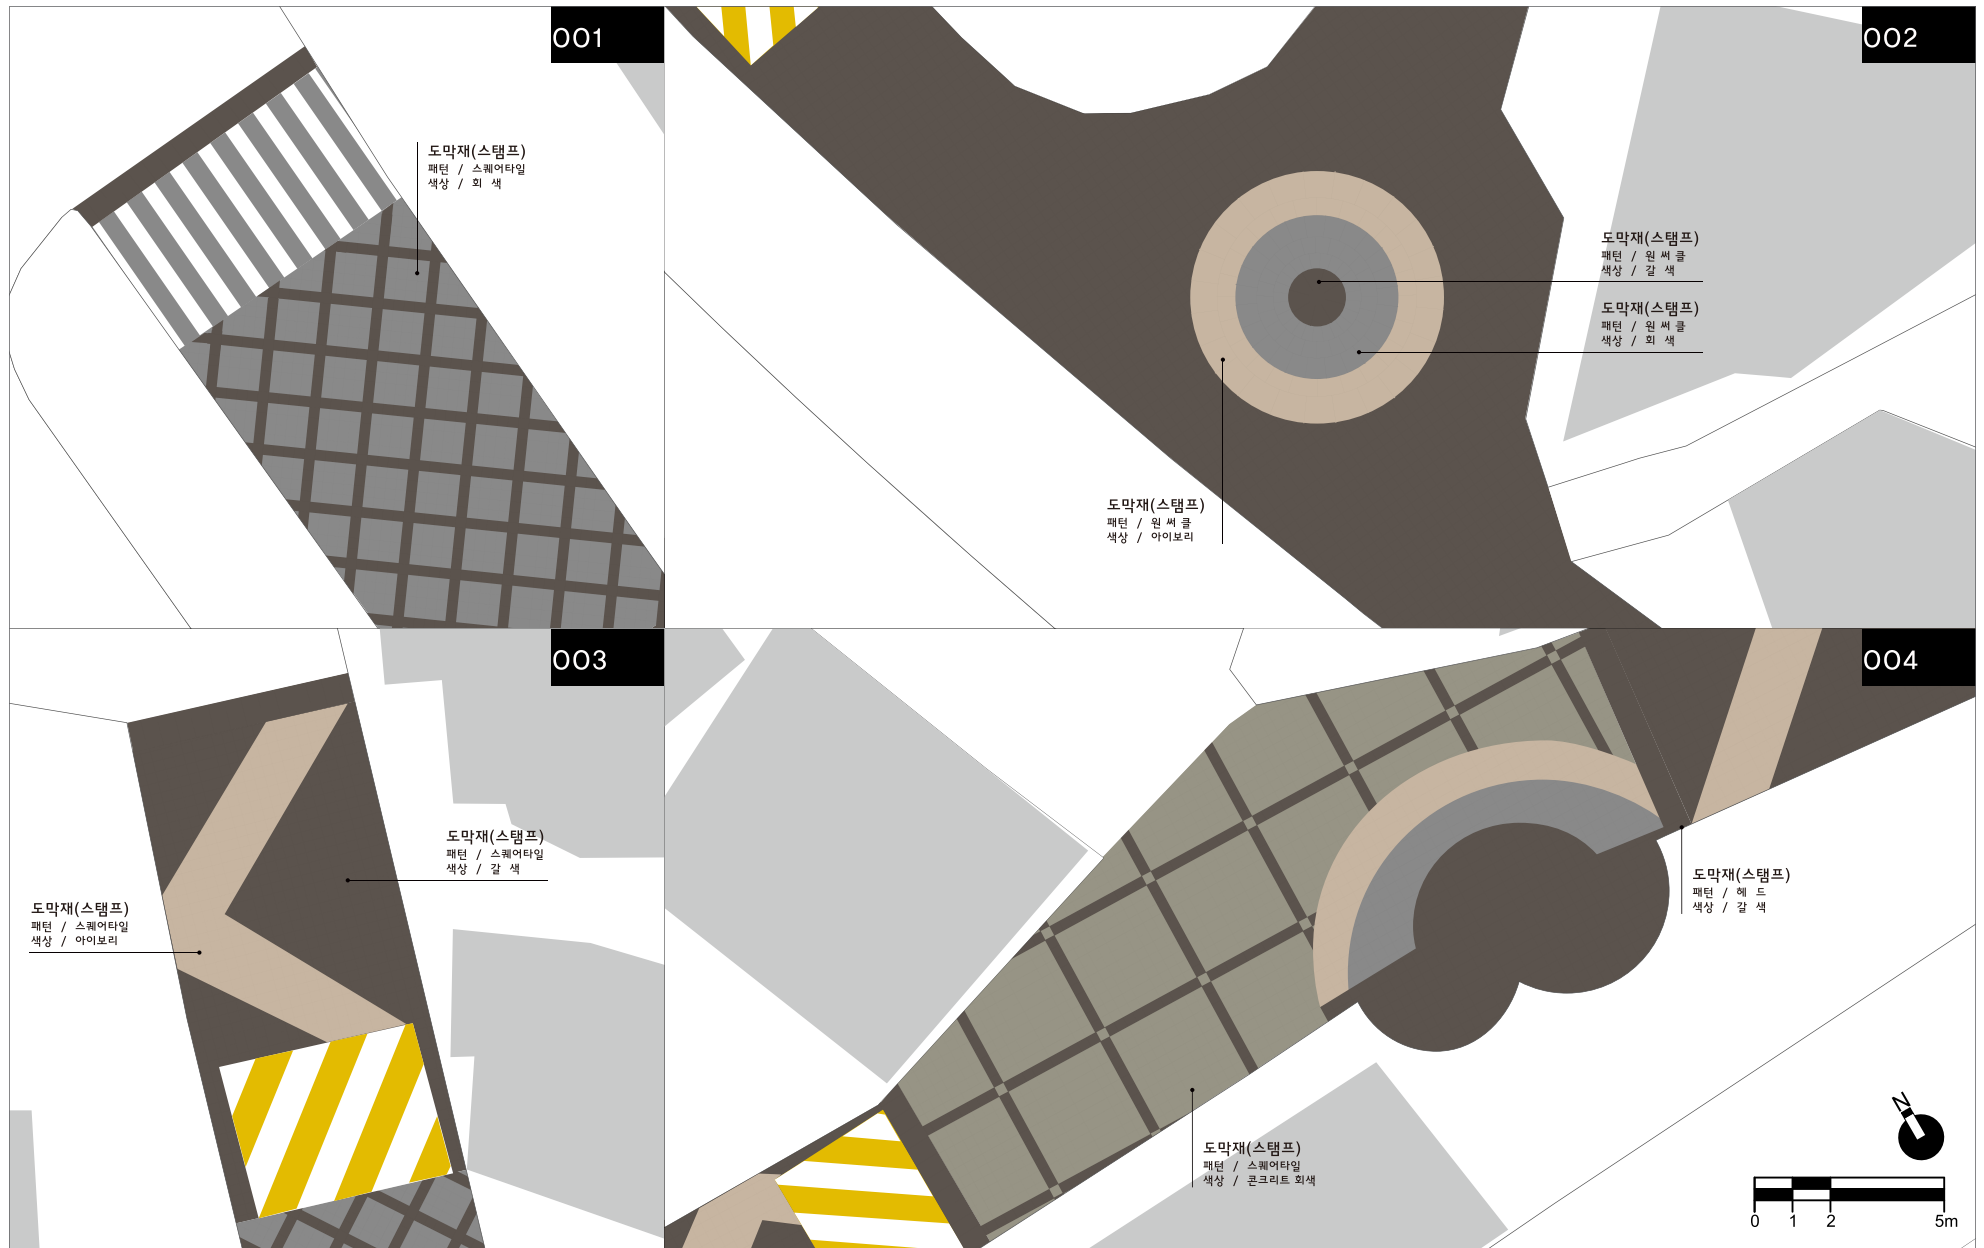 001
도막재(스탬프)
패턴 / 스퀘어타일
색상 / 회 색
002
도막재(스탬프)
패턴 / 원 써 클
색상 / 갈 색
도막재(스탬프)
패턴 / 원 써 클
색상 / 회 색
도막재(스탬프)
패턴 / 원 써 클
색상 / 아이보리
003
도막재(스탬프)
패턴 / 스퀘어타일
색상 / 갈 색
도막재(스탬프)
패턴 / 스퀘어타일
색상 / 아이보리
004
도막재(스탬프)
패턴 / 헤 드
색상 / 갈 색
도막재(스탬프)
패턴 / 스퀘어타일
색상 / 콘크리트 회색
N
0 1 2 5m